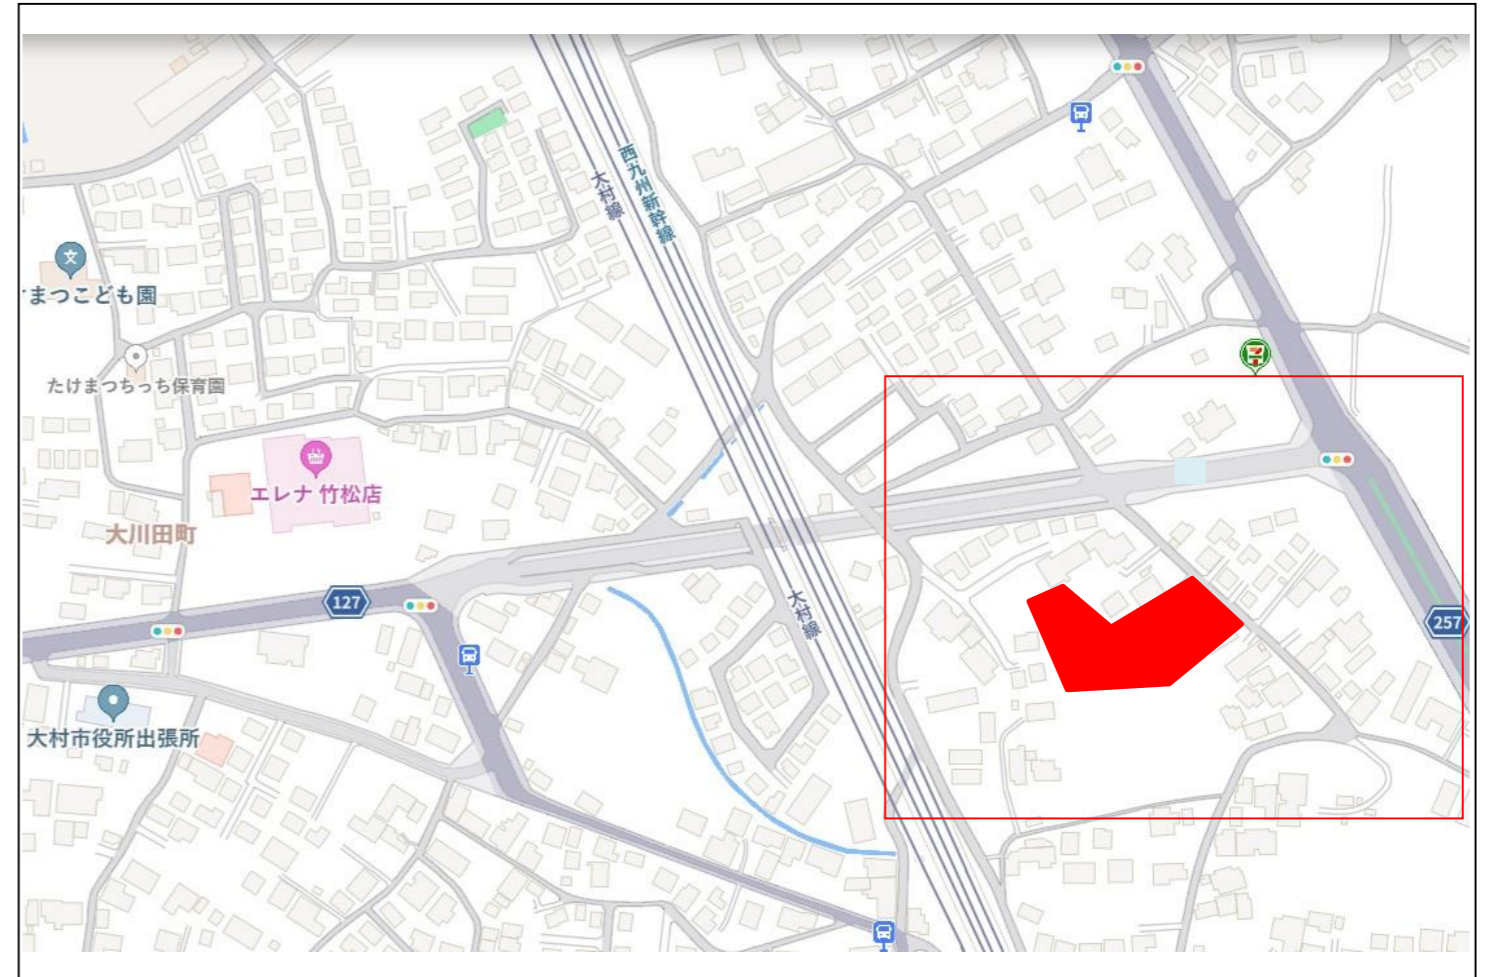 西九州新幹線
大村線
まつこども園
たけまつちっち保育園
エレナ 竹松店
大川田町
127
大村線
257
大村市役所出張所